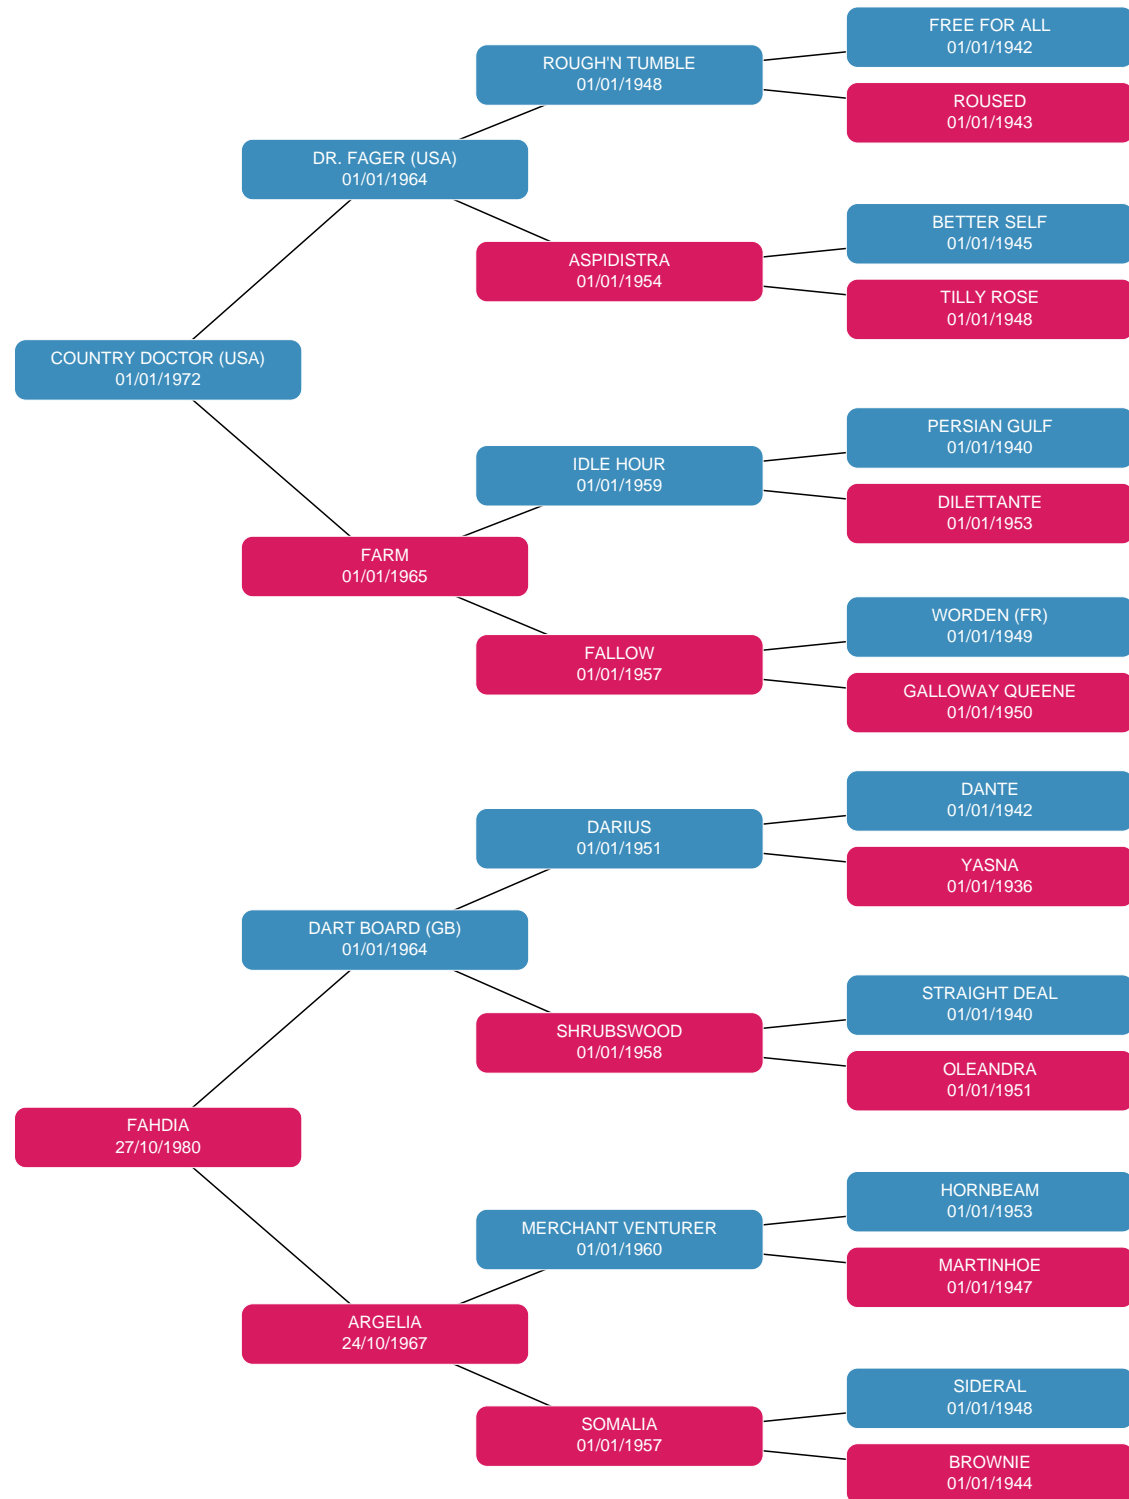 FREE FOR ALL
01/01/1942
ROUGH'N TUMBLE
01/01/1948
ROUSED
01/01/1943
DR. FAGER (USA)
01/01/1964
BETTER SELF
01/01/1945
ASPIDISTRA
01/01/1954
TILLY ROSE
01/01/1948
COUNTRY DOCTOR (USA)
01/01/1972
PERSIAN GULF
01/01/1940
IDLE HOUR
01/01/1959
DILETTANTE
01/01/1953
FARM
01/01/1965
WORDEN (FR)
01/01/1949
FALLOW
01/01/1957
GALLOWAY QUEENE
01/01/1950
DANTE
01/01/1942
DARIUS
01/01/1951
YASNA
01/01/1936
DART BOARD (GB)
01/01/1964
STRAIGHT DEAL
01/01/1940
SHRUBSWOOD
01/01/1958
OLEANDRA
01/01/1951
FAHDIA
27/10/1980
HORNBEAM
01/01/1953
MERCHANT VENTURER
01/01/1960
MARTINHOE
01/01/1947
ARGELIA
24/10/1967
SIDERAL
01/01/1948
SOMALIA
01/01/1957
BROWNIE
01/01/1944